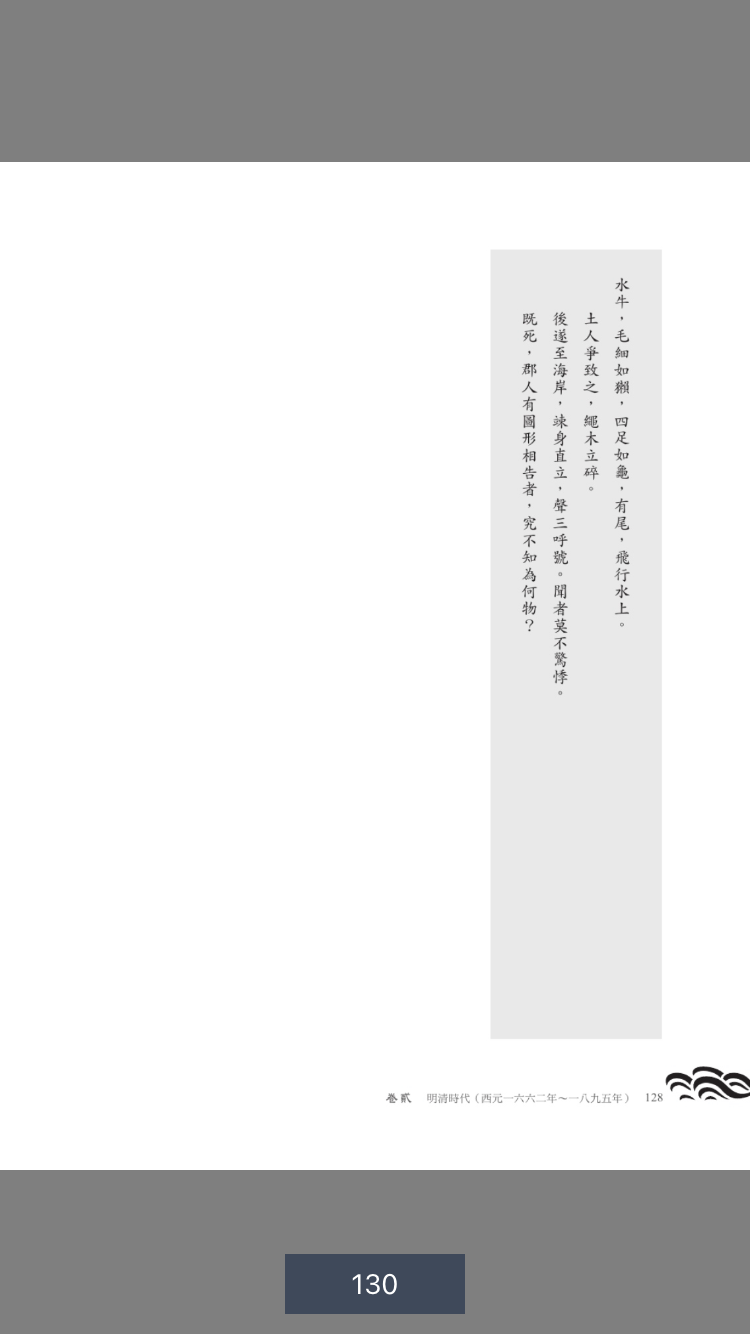 水牛，毛細如獺，四足如龜，有尾，飛行水上。
土人爭致之，繩木立碎。
後遂至海岸，竦身直立，聲三呼號。聞者莫不驚悸。
既死，郡人有圖形相告者，究不知為何物？
卷貳　明清時代（西元一六六二年～一八九五年）　128
130